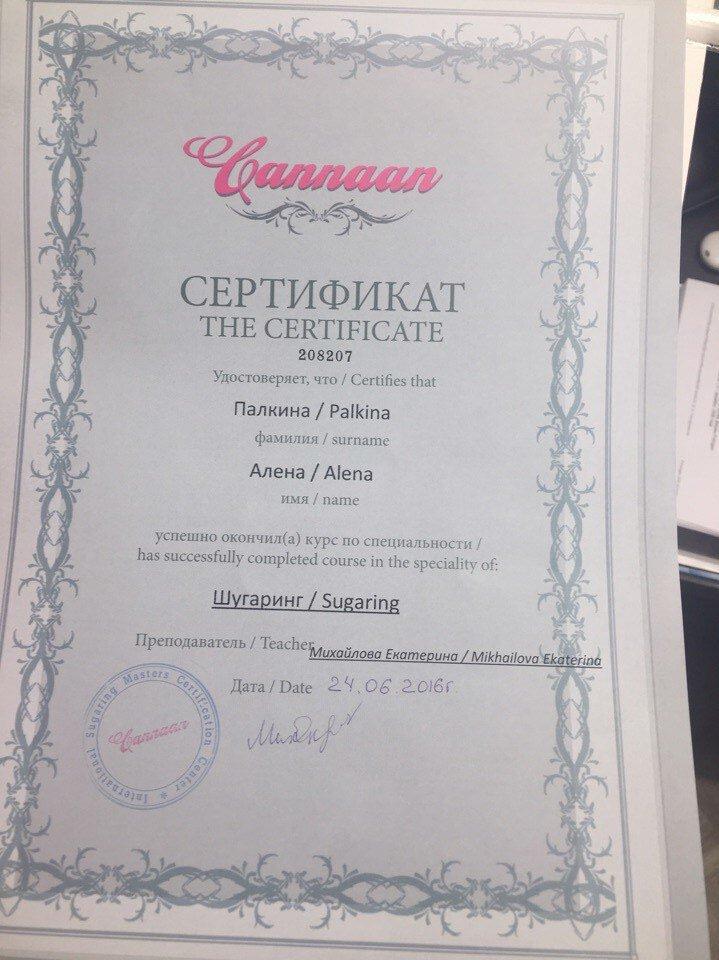 Cannaan
СЕРТИФИКАТ
THE CERTIFICATE
208207
Удостоверяет, что / Certifies that
Палкина / Palkina
фамилия / surname
Алена / Alena
имя / name
успешно окончил(а) курс по специальности /
has successfully completed course in the speciality of:
Шугаринг / Sugaring
Преподаватель / Teacher Михайлова Екатерина / Mikhailova Ekaterina
Дата / Date 24.06.2016г.
International Sugaring Masters Certification Center *
Cannaan